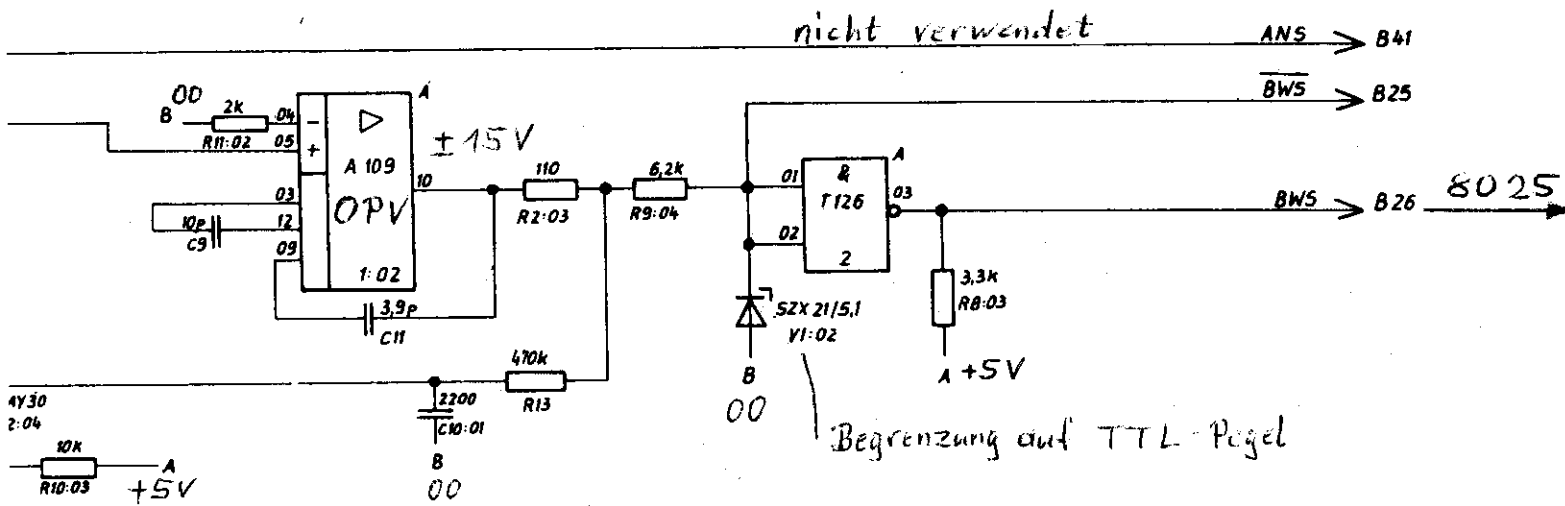 nicht verwendet ANS B41
BWS B25
00
B 2k 04 - A
R11:02 05 +
A 109
± 15V
OPV
10
110
R2:03
6,2k
R9:04
03
10p 12
C9
09
1:02
3,9p
C11
01 & A
T126 03
02
2
BWS B26 8025
3,3k
R8:03
A +5V
SZX 21/5,1
V1:02
B
00
470k
R13
2200
C10:01
B
00
AY30
2:04
10k A
R10:03 +5V
Begrenzung auf TTL-Pegel